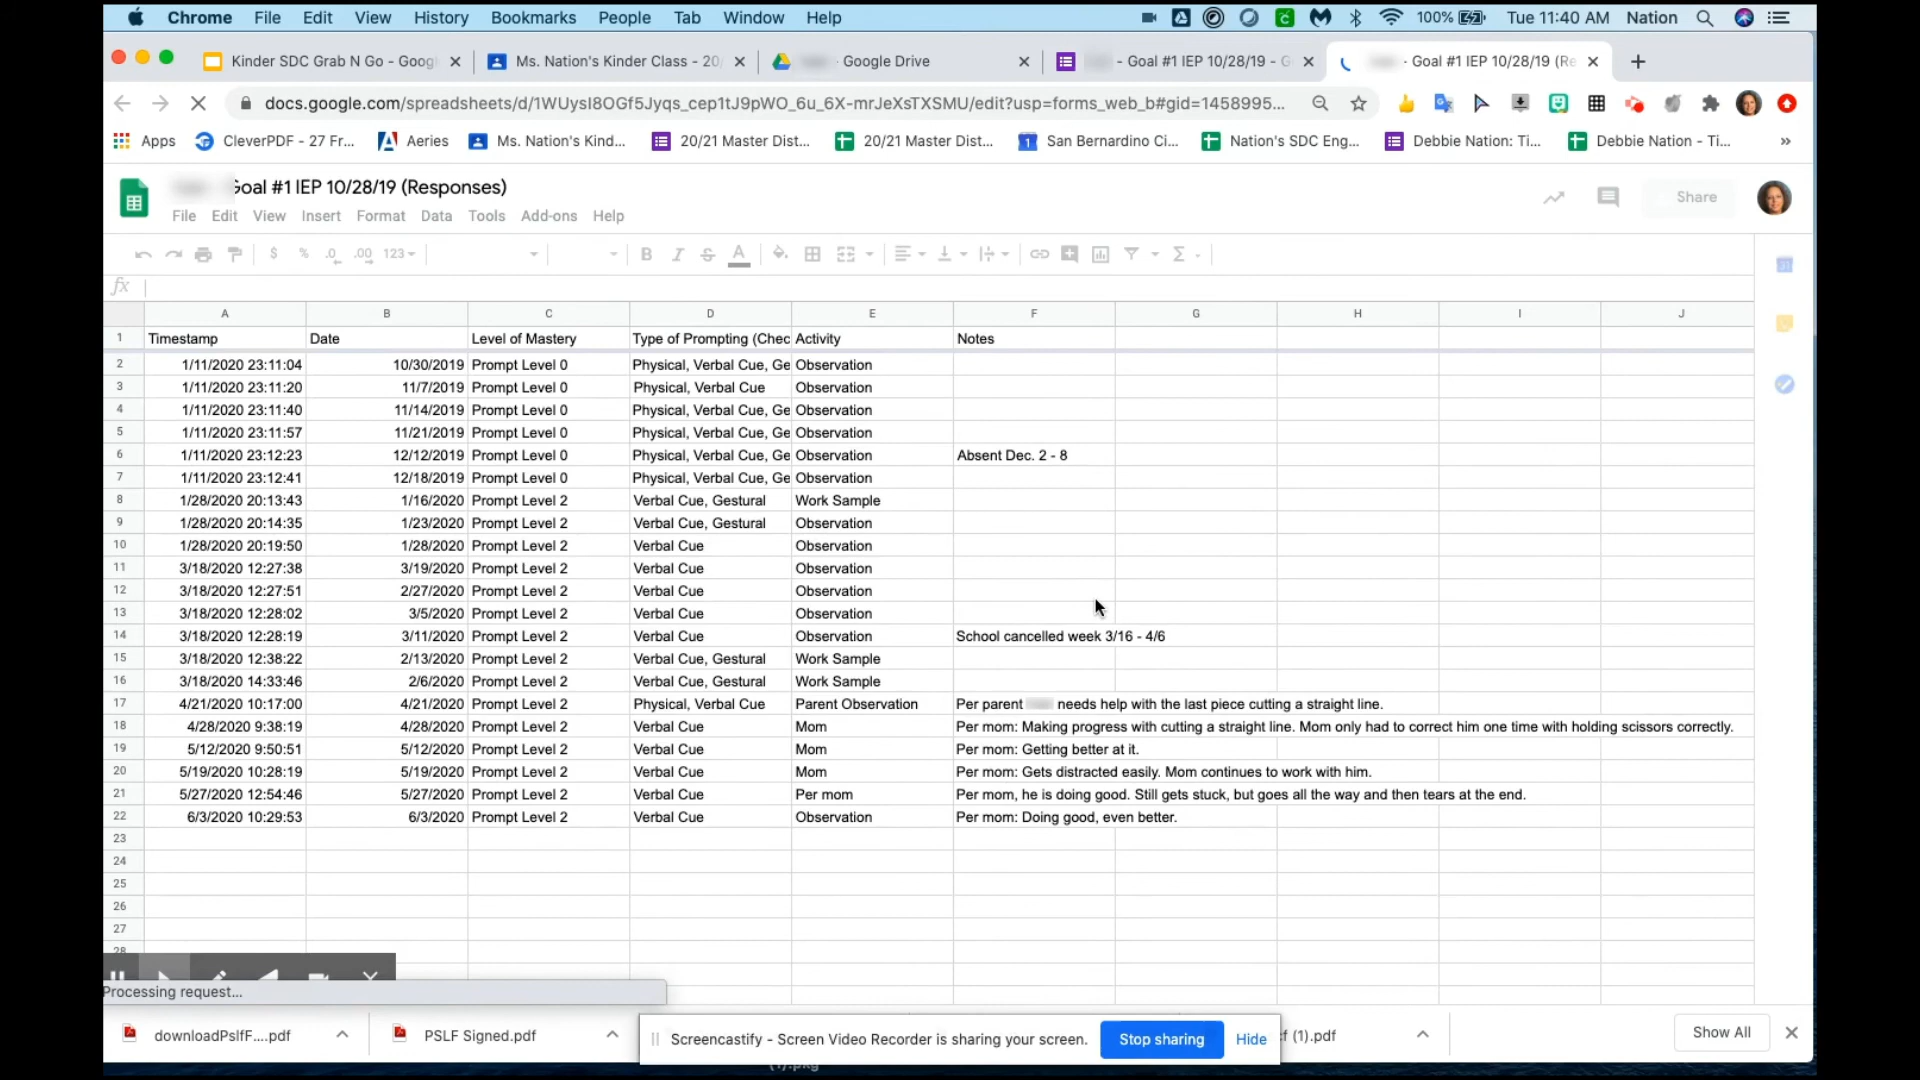 Chrome File Edit View History Bookmarks People Tab Window Help 100% Tue 11:40 AM Nation
Kinder SDC Grab N Go - Goog Ms. Nation's Kinder Class - 20/ - Google Drive - Goal #1 IEP 10/28/19 - G - Goal #1 IEP 10/28/19 (Re
docs.google.com/spreadsheets/d/1WUysI8OGf5Jyqs_cep1tJ9pWO_6u_6X-mrJeXsTXSMU/edit?usp=forms_web_b#gid=1458995...
Apps CleverPDF - 27 Fr... Aeries Ms. Nation's Kind... 20/21 Master Dist... 20/21 Master Dist... San Bernardino Ci... Nation's SDC Eng... Debbie Nation: Ti... Debbie Nation - Ti... »
Goal #1 IEP 10/28/19 (Responses)
File Edit View Insert Format Data Tools Add-ons Help
Share
$ % .0 .00 123 B I S A Σ
fx
A B C D E F G H I J
1 Timestamp Date Level of Mastery Type of Prompting (Chec Activity Notes
2 1/11/2020 23:11:04 10/30/2019 Prompt Level 0 Physical, Verbal Cue, Ge Observation
3 1/11/2020 23:11:20 11/7/2019 Prompt Level 0 Physical, Verbal Cue Observation
4 1/11/2020 23:11:40 11/14/2019 Prompt Level 0 Physical, Verbal Cue, Ge Observation
5 1/11/2020 23:11:57 11/21/2019 Prompt Level 0 Physical, Verbal Cue, Ge Observation
6 1/11/2020 23:12:23 12/12/2019 Prompt Level 0 Physical, Verbal Cue, Ge Observation Absent Dec. 2 - 8
7 1/11/2020 23:12:41 12/18/2019 Prompt Level 0 Physical, Verbal Cue, Ge Observation
8 1/28/2020 20:13:43 1/16/2020 Prompt Level 2 Verbal Cue, Gestural Work Sample
9 1/28/2020 20:14:35 1/23/2020 Prompt Level 2 Verbal Cue, Gestural Observation
10 1/28/2020 20:19:50 1/28/2020 Prompt Level 2 Verbal Cue Observation
11 3/18/2020 12:27:38 3/19/2020 Prompt Level 2 Verbal Cue Observation
12 3/18/2020 12:27:51 2/27/2020 Prompt Level 2 Verbal Cue Observation
13 3/18/2020 12:28:02 3/5/2020 Prompt Level 2 Verbal Cue Observation
14 3/18/2020 12:28:19 3/11/2020 Prompt Level 2 Verbal Cue Observation School cancelled week 3/16 - 4/6
15 3/18/2020 12:38:22 2/13/2020 Prompt Level 2 Verbal Cue, Gestural Work Sample
16 3/18/2020 14:33:46 2/6/2020 Prompt Level 2 Verbal Cue, Gestural Work Sample
17 4/21/2020 10:17:00 4/21/2020 Prompt Level 2 Physical, Verbal Cue Parent Observation Per parent needs help with the last piece cutting a straight line.
18 4/28/2020 9:38:19 4/28/2020 Prompt Level 2 Verbal Cue Mom Per mom: Making progress with cutting a straight line. Mom only had to correct him one time with holding scissors correctly.
19 5/12/2020 9:50:51 5/12/2020 Prompt Level 2 Verbal Cue Mom Per mom: Getting better at it.
20 5/19/2020 10:28:19 5/19/2020 Prompt Level 2 Verbal Cue Mom Per mom: Gets distracted easily. Mom continues to work with him.
21 5/27/2020 12:54:46 5/27/2020 Prompt Level 2 Verbal Cue Per mom Per mom, he is doing good. Still gets stuck, but goes all the way and then tears at the end.
22 6/3/2020 10:29:53 6/3/2020 Prompt Level 2 Verbal Cue Observation Per mom: Doing good, even better.
23
24
25
26
27
28
Processing request...
downloadPslfF....pdf PSLF Signed.pdf Screencastify - Screen Video Recorder is sharing your screen. Stop sharing Hide (1).pdf Show All
(1).pkg